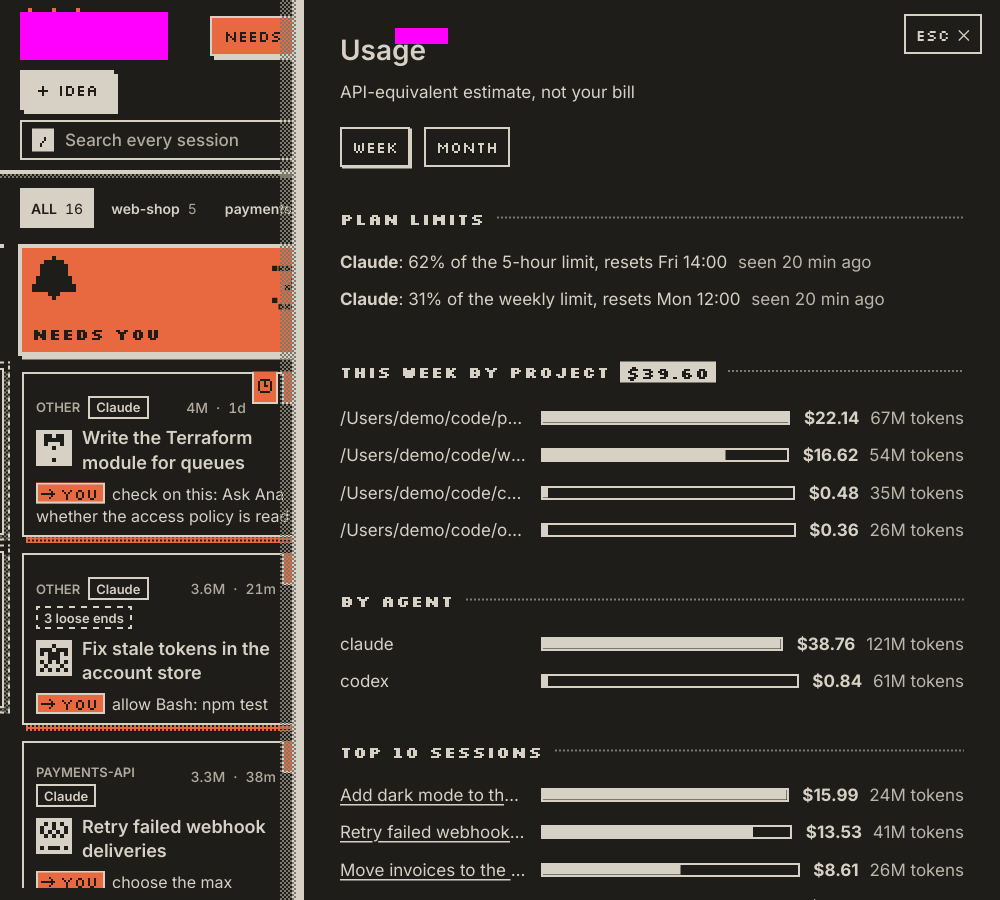 NEEDS
+ IDEA
/ Search every session
ALL 16 web-shop 5 payments
NEEDS YOU
OTHER Claude 4M · 1d
Write the Terraform
module for queues
→ YOU check on this: Ask Ana
whether the access policy is read
OTHER Claude 3.6M · 21m
3 loose ends
Fix stale tokens in the
account store
→ YOU allow Bash: npm test
PAYMENTS-API 3.3M · 38m
Claude
Retry failed webhook
deliveries
→ YOU choose the max
Usage
ESC ×
API-equivalent estimate, not your bill
WEEK MONTH
PLAN LIMITS
Claude: 62% of the 5-hour limit, resets Fri 14:00 seen 20 min ago
Claude: 31% of the weekly limit, resets Mon 12:00 seen 20 min ago
THIS WEEK BY PROJECT $39.60
/Users/demo/code/p... $22.14 67M tokens
/Users/demo/code/w... $16.62 54M tokens
/Users/demo/code/c... $0.48 35M tokens
/Users/demo/code/o... $0.36 26M tokens
BY AGENT
claude $38.76 121M tokens
codex $0.84 61M tokens
TOP 10 SESSIONS
Add dark mode to th... $15.99 24M tokens
Retry failed webhook... $13.53 41M tokens
Move invoices to the ... $8.61 26M tokens